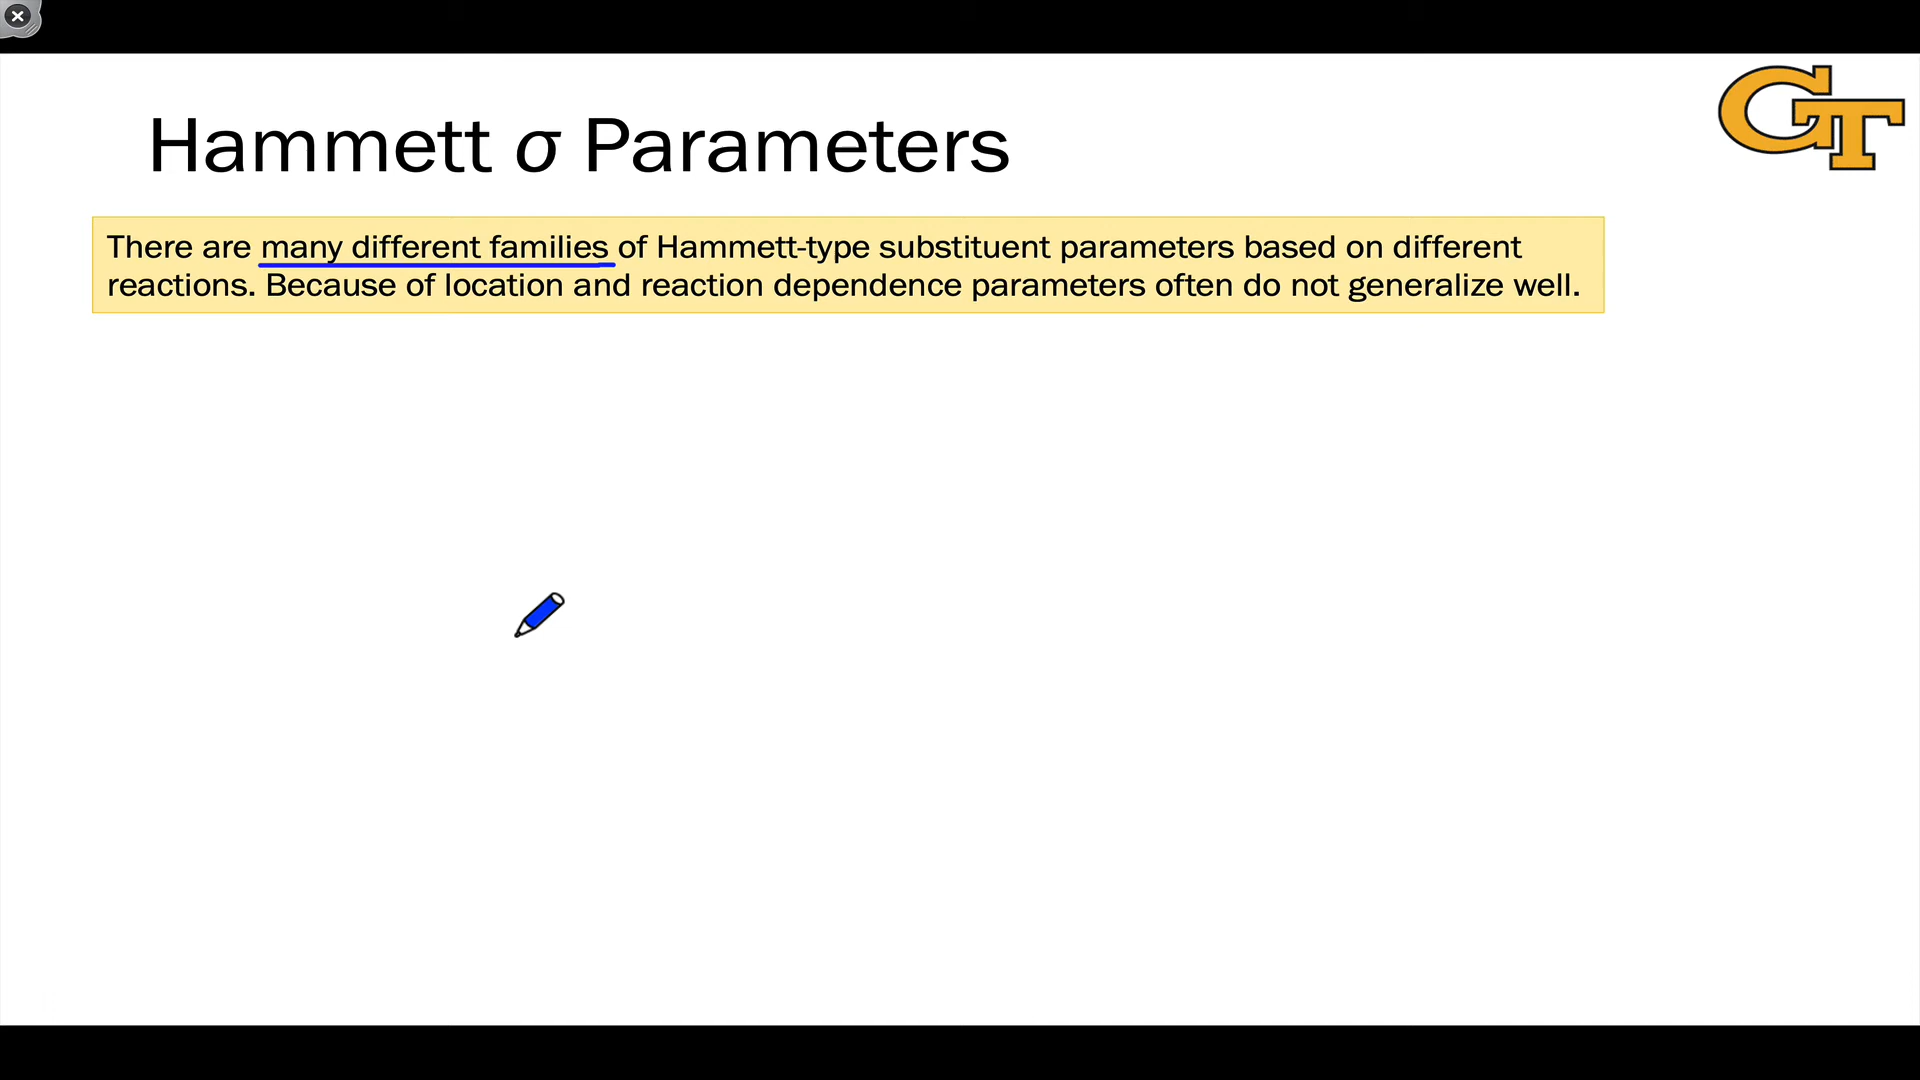 GT
Hammett σ Parameters
There are many different families of Hammett-type substituent parameters based on different
reactions. Because of location and reaction dependence parameters often do not generalize well.